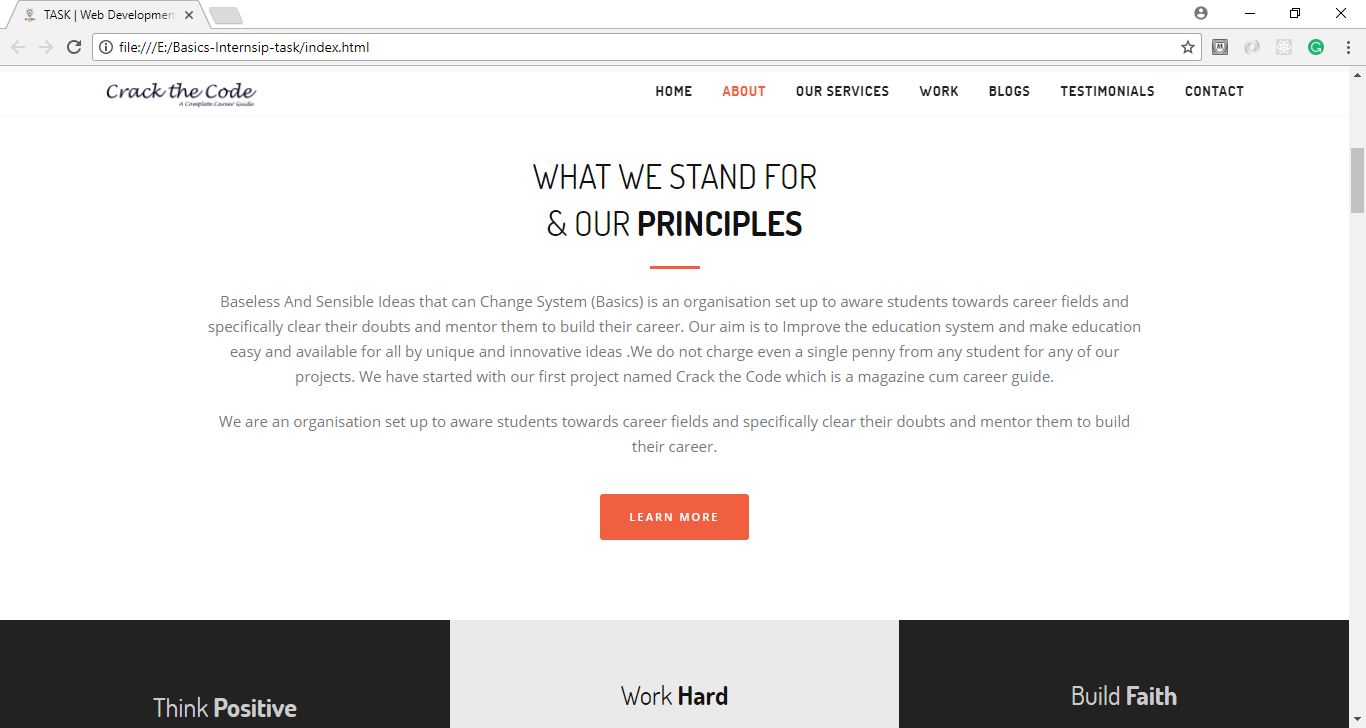 TASK | Web Developmen
file:///E:/Basics-Internsip-task/index.html
Crack the Code
A Complete Career Guide
HOME ABOUT OUR SERVICES WORK BLOGS TESTIMONIALS CONTACT
WHAT WE STAND FOR
& OUR PRINCIPLES
Baseless And Sensible Ideas that can Change System (Basics) is an organisation set up to aware students towards career fields and
specifically clear their doubts and mentor them to build their career. Our aim is to Improve the education system and make education
easy and available for all by unique and innovative ideas .We do not charge even a single penny from any student for any of our
projects. We have started with our first project named Crack the Code which is a magazine cum career guide.
We are an organisation set up to aware students towards career fields and specifically clear their doubts and mentor them to build
their career.
LEARN MORE
Think Positive
Work Hard
Build Faith